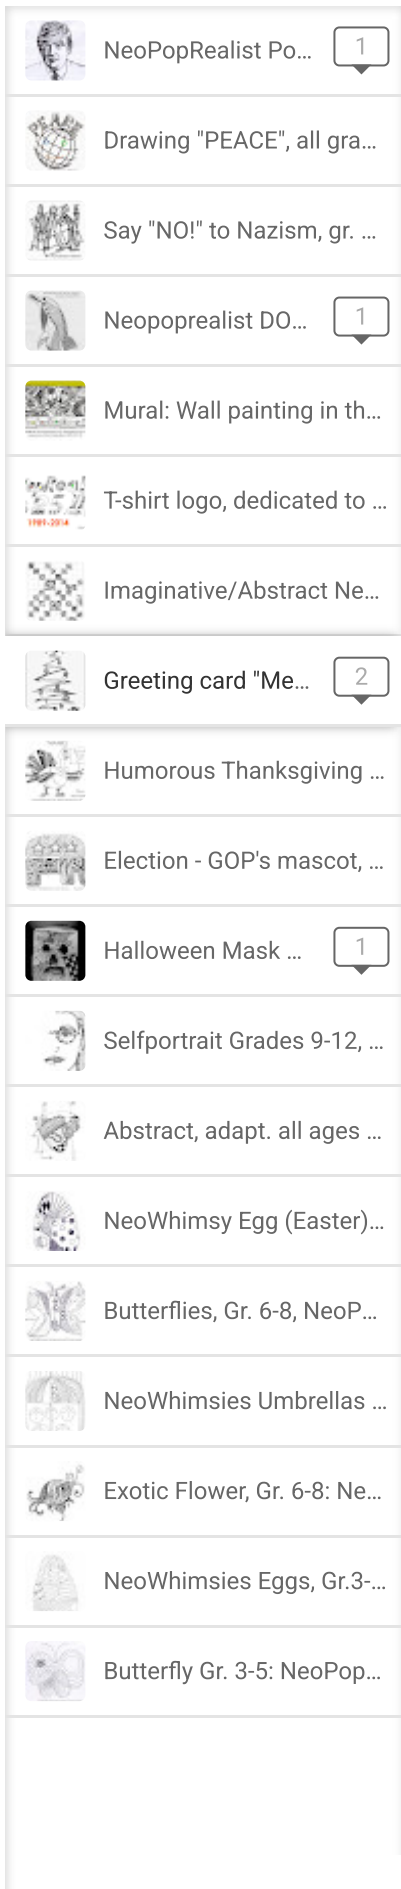 NeoPopRealist Po...
1
Drawing "PEACE", all gra...
Say "NO!" to Nazism, gr. ...
Neopoprealist DO...
1
Mural: Wall painting in th...
T-shirt logo, dedicated to ...
1989-2014
Imaginative/Abstract Ne...
Greeting card "Me...
2
Humorous Thanksgiving ...
Election - GOP's mascot, ...
Halloween Mask ...
1
Selfportrait Grades 9-12, ...
Abstract, adapt. all ages ...
NeoWhimsy Egg (Easter)...
Butterflies, Gr. 6-8, NeoP...
NeoWhimsies Umbrellas ...
Exotic Flower, Gr. 6-8: Ne...
NeoWhimsies Eggs, Gr.3-...
Butterfly Gr. 3-5: NeoPop...